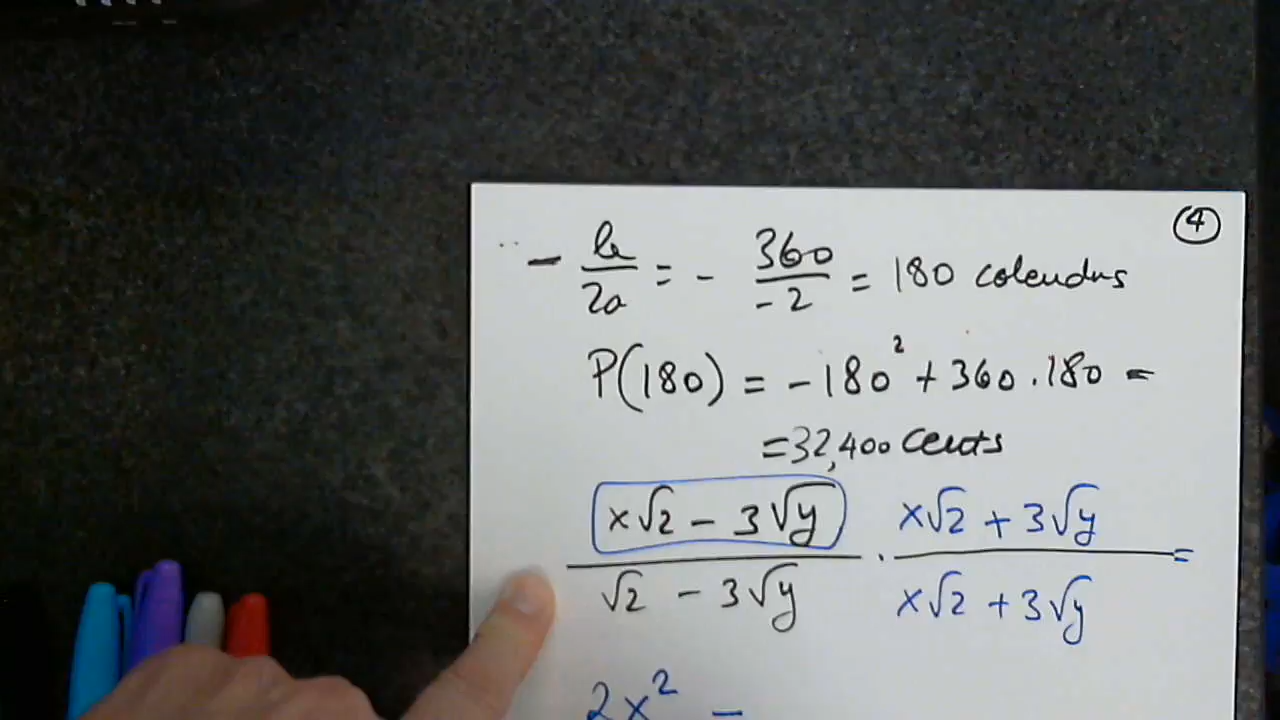 ④
- b/2a = - 360/-2 = 180 calendars
P(180) = -180² + 360 . 180 =
= 32,400 cents
(x√2 - 3√y)/(√2 - 3√y) · (x√2 + 3√y)/(x√2 + 3√y) =
2x² -